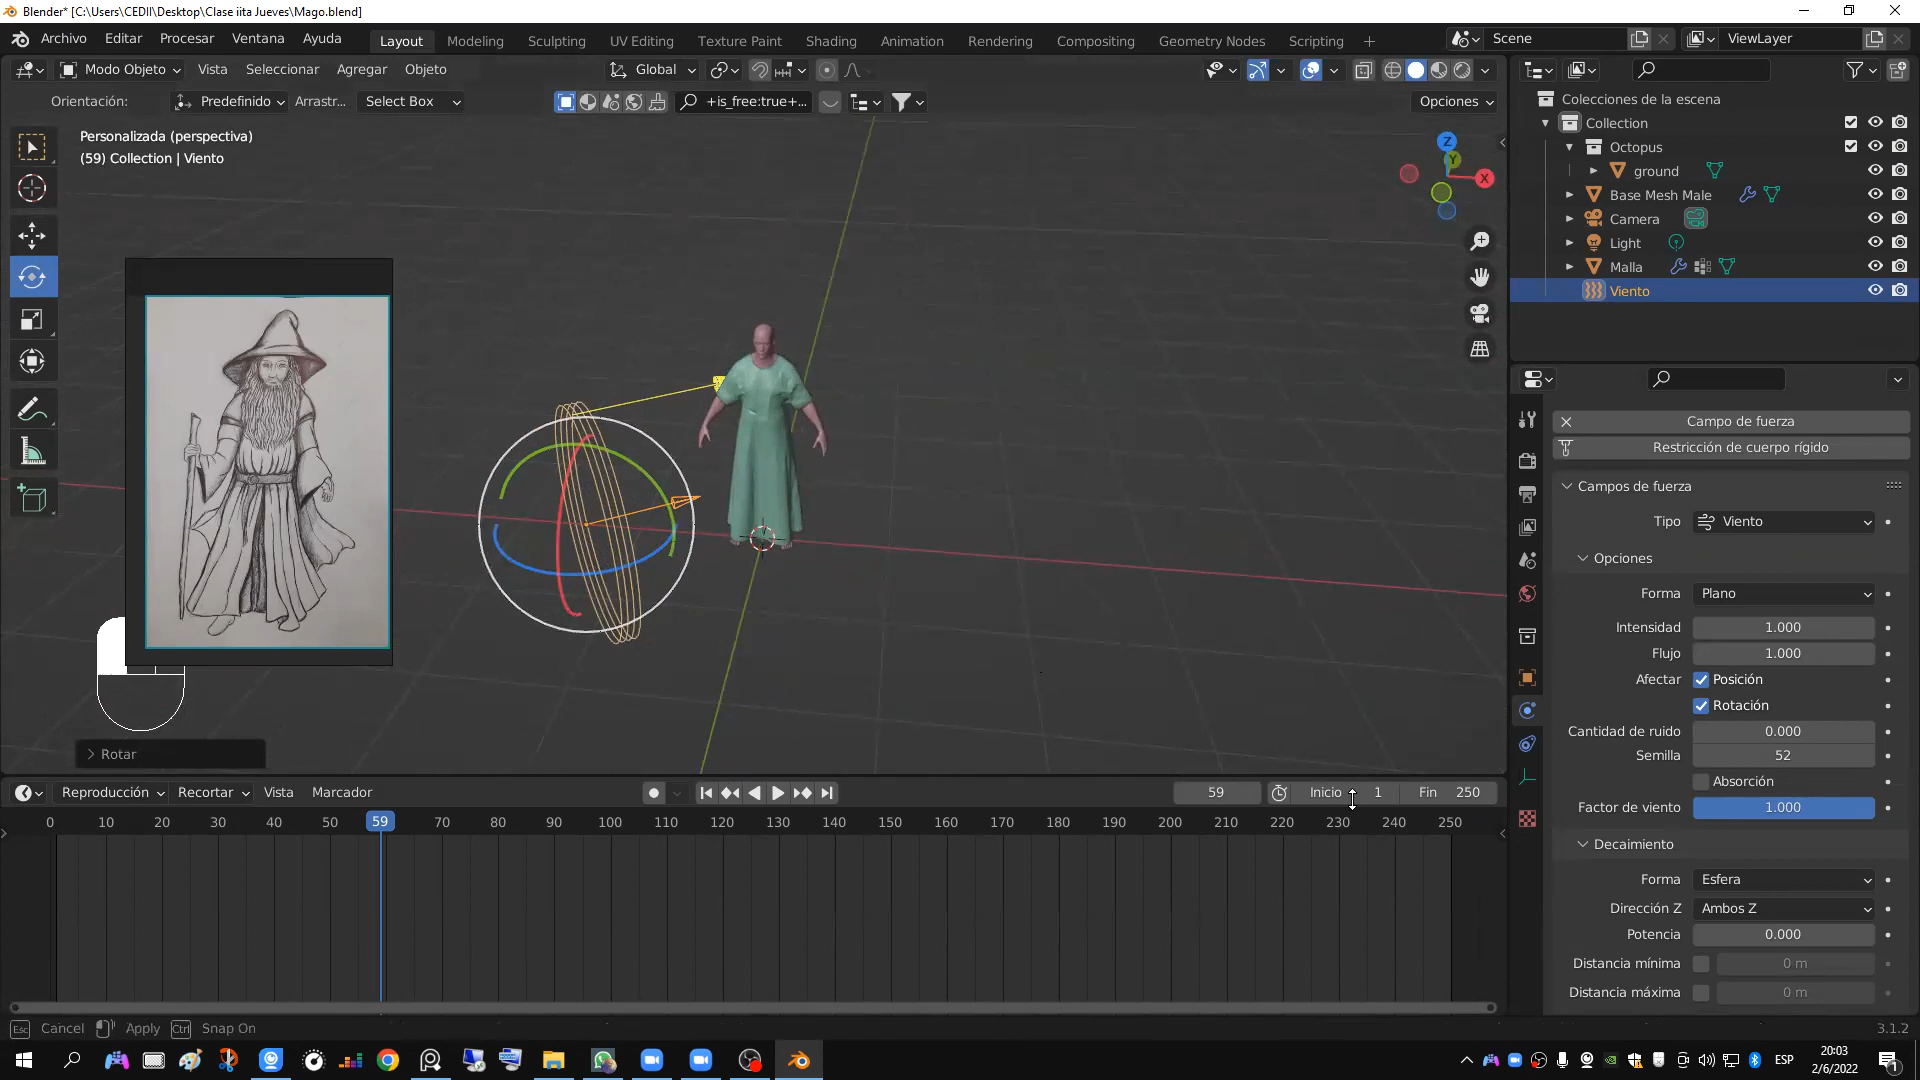 Blender* [C:\Users\CEDII\Desktop\Clase iita Jueves\Mago.blend]
Archivo Editar Procesar Ventana Ayuda Layout Modeling Sculpting UV Editing Texture Paint Shading Animation Rendering Compositing Geometry Nodes Scripting + Scene ViewLayer
Modo Objeto Vista Seleccionar Agregar Objeto Global
Orientación: Predefinido Arrastr... Select Box +is_free:true+... Opciones
Personalizada (perspectiva)
(59) Collection | Viento
Z
Y
X
Rotar
Colecciones de la escena
Collection
Octopus
ground
Base Mesh Male
Camera
Light
Malla
Viento
Campo de fuerza
Restricción de cuerpo rígido
Campos de fuerza
Tipo Viento
Opciones
Forma Plano
Intensidad 1.000
Flujo 1.000
Afectar Posición
Rotación
Cantidad de ruido 0.000
Semilla 52
Absorción
Factor de viento 1.000
Decaimiento
Forma Esfera
Dirección Z Ambos Z
Potencia 0.000
Distancia mínima 0 m
Distancia máxima 0 m
Reproducción Recortar Vista Marcador 59 Inicio 1 Fin 250
0 10 20 30 40 50 59 70 80 90 100 110 120 130 140 150 160 170 180 190 200 210 220 230 240 250
Esc Cancel Apply Ctrl Snap On 3.1.2
ESP 20:03
2/6/2022
1